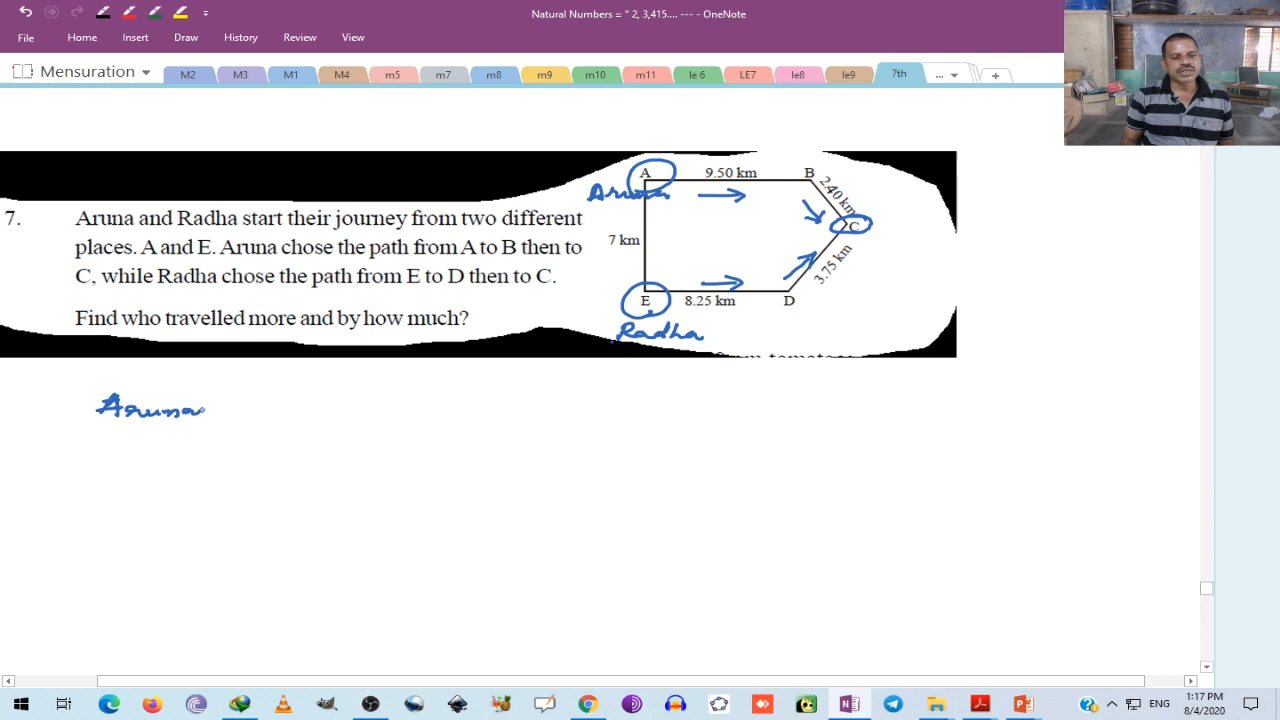 Natural Numbers = " 2, 3,415.... --- - OneNote
File Home Insert Draw History Review View
Mensuration M2 M3 M1 M4 m5 m7 m8 m9 m10 m11 le 6 LE7 le8 le9 7th ... +
A 9.50 km B
Aruna
2.40 km
7. Aruna and Radha start their journey from two different
places. A and E. Aruna chose the path from A to B then to
C, while Radha chose the path from E to D then to C.
Find who travelled more and by how much?
7 km
C
3.75 km
E 8.25 km D
Radha
Aruna
1:17 PM
ENG
8/4/2020